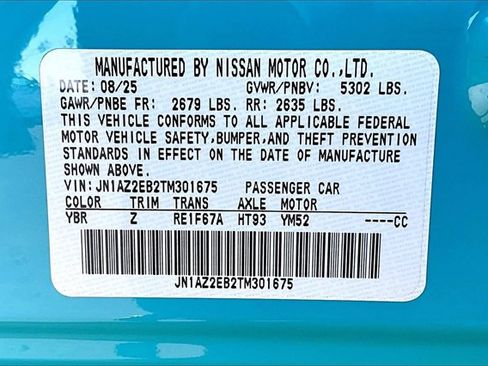 MANUFACTURED BY NISSAN MOTOR CO.,LTD.
DATE: 08/25 GVWR/PNBV: 5302 LBS.
GAWR/PNBE FR: 2679 LBS. RR: 2635 LBS.
THIS VEHICLE CONFORMS TO ALL APPLICABLE FEDERAL
MOTOR VEHICLE SAFETY,BUMPER,AND THEFT PREVENTION
STANDARDS IN EFFECT ON THE DATE OF MANUFACTURE
SHOWN ABOVE.
VIN: JN1AZ2EB2TM301675 PASSENGER CAR
COLOR TRIM TRANS AXLE MOTOR
YBR Z RE1F67A HT93 YM52 ----CC
JN1AZ2EB2TM301675